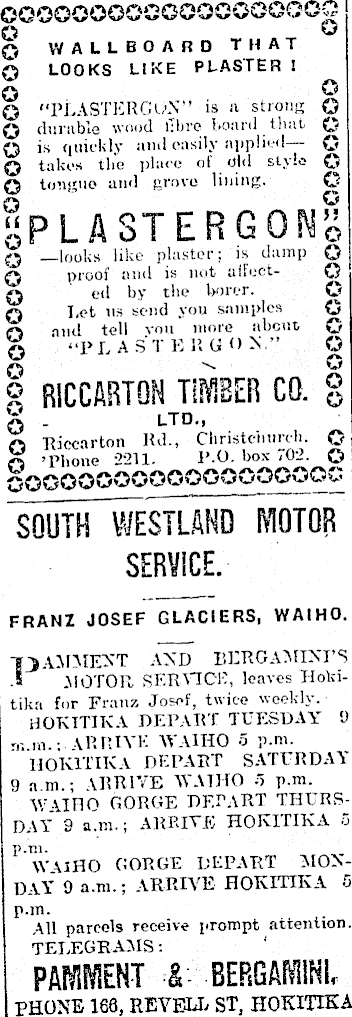 WALLBOARD THAT
LOOKS LIKE PLASTER!
"PLASTERGON" is a strong
durable wood fibre board that
is quickly and easily applied—
takes the place of old style
tongue and grove lining.
"PLASTERGON"
—looks like plaster; is damp
proof and is not affect-
ed by the borer.
Let us send you samples
and tell you more about
"PLASTERGON."
RICCARTON TIMBER CO.
LTD.,
Riccarton Rd., Christchurch.
'Phone 2211. P.O. box 702.
SOUTH WESTLAND MOTOR
SERVICE.
FRANZ JOSEF GLACIERS, WAIHO.
PAMMENT AND BERGAMINI'S
MOTOR SERVICE, leaves Hoki-
tika for Franz Josef, twice weekly.
HOKITIKA DEPART TUESDAY 9
a.m.; ARRIVE WAIHO 5 p.m.
HOKITIKA DEPART SATURDAY
9 a.m.; ARRIVE WAIHO 5 p.m.
WAIHO GORGE DEPART THURS-
DAY 9 a.m.; ARRIVE HOKITIKA 5
p.m.
WAIHO GORGE DEPART MON-
DAY 9 a.m.; ARRIVE HOKITIKA 5
p.m.
All parcels receive prompt attention.
TELEGRAMS:
PAMMENT & BERGAMINI,
PHONE 166, REVELL ST, HOKITIKA